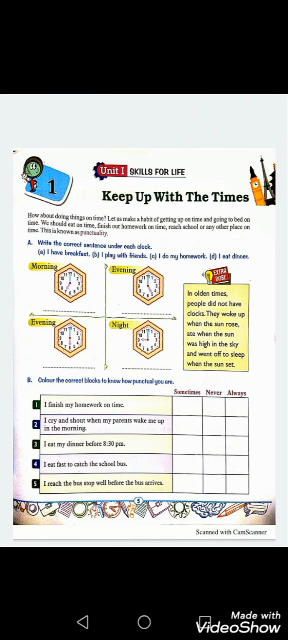 1
Unit I SKILLS FOR LIFE
Keep Up With The Times
How about doing things on time? Let us make a habit of getting up on time and going to bed on
time. We should eat on time, finish our homework on time, reach school or any other place on
time. This is known as punctuality.
A. Write the correct sentence under each clock.
(a) I have breakfast. (b) I play with friends. (c) I do my homework. (d) I eat dinner.
Morning
Evening
EXTRA
Evening
Night
In olden times,
people did not have
clocks. They woke up
when the sun rose,
ate when the sun
was high in the sky
and went off to sleep
when the sun set.
B. Colour the correct blocks to know how punctual you are.
Sometimes Never Always
1 I finish my homework on time.
2 I cry and shout when my parents wake me up
in the morning.
3 I eat my dinner before 8:30 pm.
4 I eat fast to catch the school bus.
5 I reach the bus stop well before the bus arrives.
5
Scanned with CamScanner
Made with
VideoShow